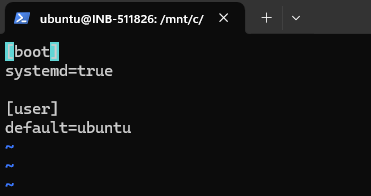 ubuntu@INB-511826: /mnt/c/
[boot]
systemd=true

[user]
default=ubuntu
~
~
~